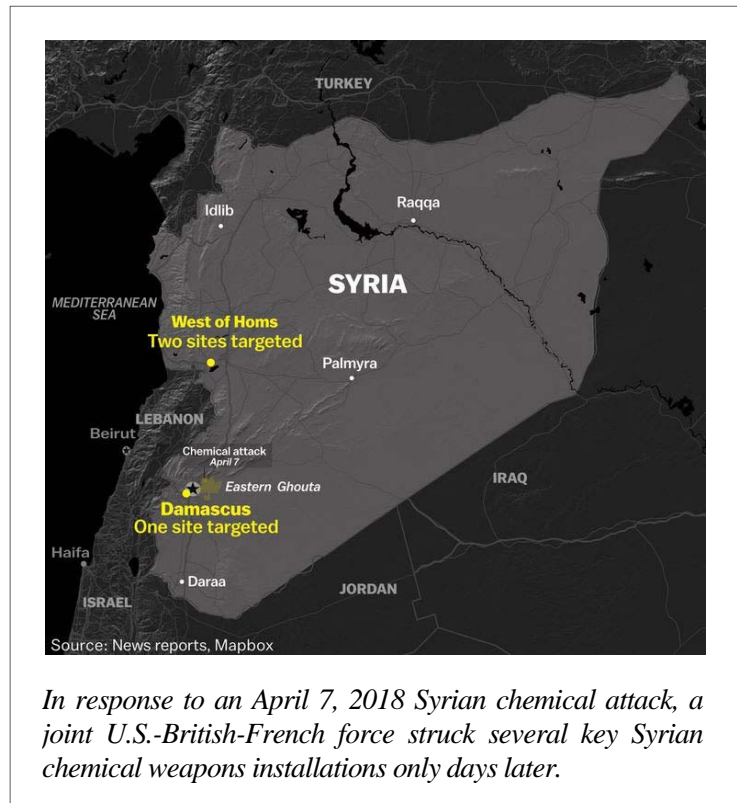 TURKEY
Idlib
Raqqa
SYRIA
MEDITERRANEAN
SEA
West of Homs
Two sites targeted
Palmyra
LEBANON
Beirut
Chemical attack
April 7
Eastern Ghouta
IRAQ
Damascus
One site targeted
Haifa
Daraa
JORDAN
ISRAEL
Source: News reports, Mapbox
In response to an April 7, 2018 Syrian chemical attack, a
joint U.S.-British-French force struck several key Syrian
chemical weapons installations only days later.